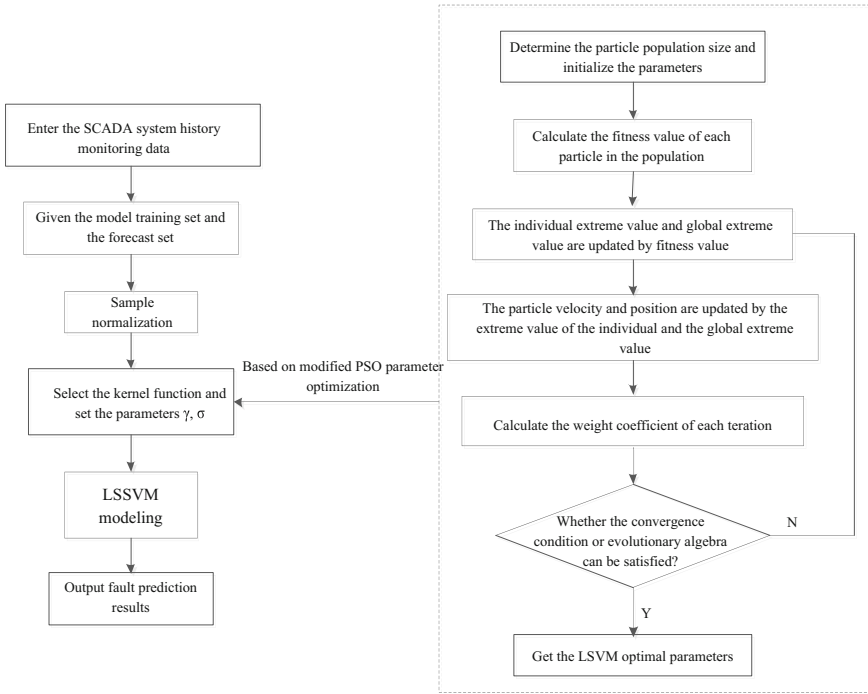 Enter the SCADA system history
monitoring data
Given the model training set and
the forecast set
Sample
normalization
Select the kernel function and
set the parameters γ, σ
LSSVM
modeling
Output fault prediction
results
Based on modified PSO parameter
optimization
Determine the particle population size and
initialize the parameters
Calculate the fitness value of each
particle in the population
The individual extreme value and global extreme
value are updated by fitness value
The particle velocity and position are updated by the
extreme value of the individual and the global extreme
value
Calculate the weight coefficient of each teration
Whether the convergence
condition or evolutionary algebra
can be satisfied?
N
Y
Get the LSVM optimal parameters